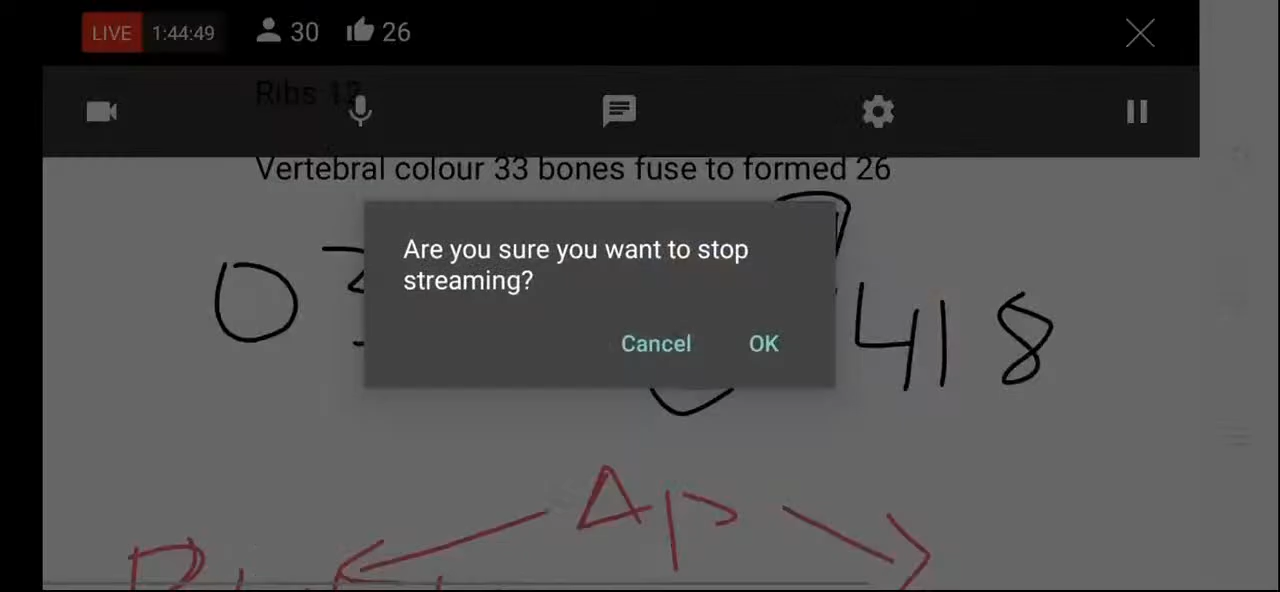 LIVE 1:44:49 30 26
Ribs 12
Vertebral colour 33 bones fuse to formed 26
Are you sure you want to stop
streaming?
Cancel OK
03 418
Ap